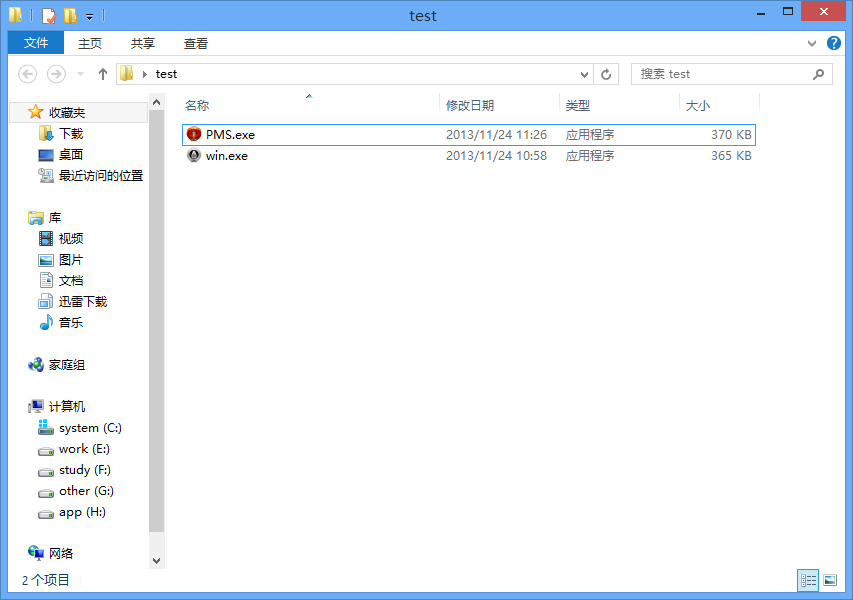 test
文件 主页 共享 查看
test 搜索 test
名称 修改日期 类型 大小
PMS.exe 2013/11/24 11:26 应用程序 370 KB
win.exe 2013/11/24 10:58 应用程序 365 KB
收藏夹
下载
桌面
最近访问的位置
库
视频
图片
文档
迅雷下载
音乐
家庭组
计算机
system (C:)
work (E:)
study (F:)
other (G:)
app (H:)
网络
2 个项目